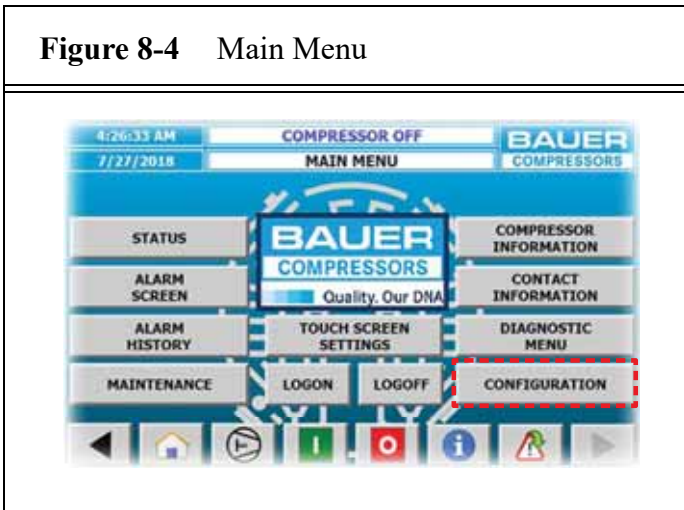 Figure 8-4 Main Menu
4:26:33 AM
COMPRESSOR OFF
BAUER
7/27/2018
MAIN MENU
COMPRESSORS
STATUS
BAUER
COMPRESSORS
Quality. Our DNA
COMPRESSOR
INFORMATION
ALARM
SCREEN
CONTACT
INFORMATION
ALARM
HISTORY
TOUCH SCREEN
SETTINGS
DIAGNOSTIC
MENU
MAINTENANCE
LOGON
LOGOFF
CONFIGURATION
I
O
i